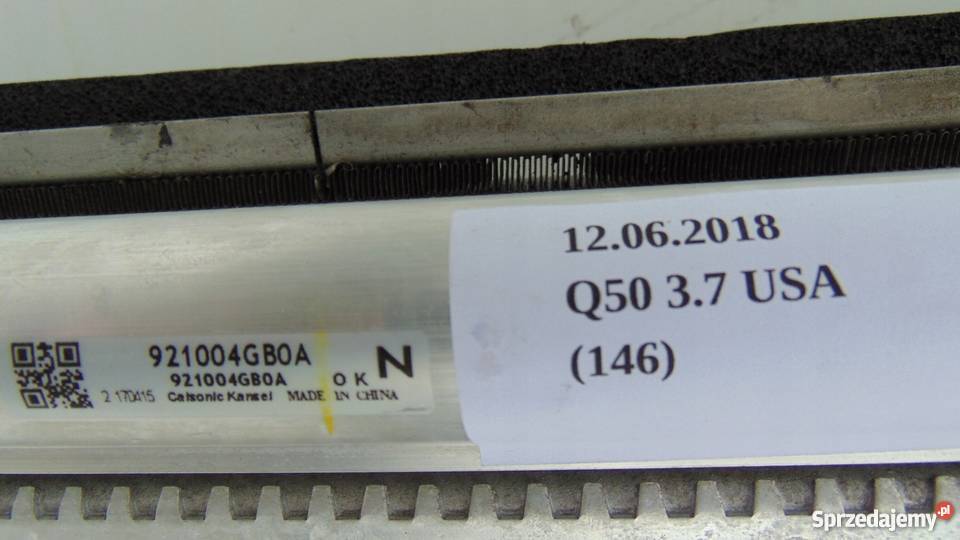 12.06.2018
Q50 3.7 USA
(146)
921004GB0A N
921004GB0A OK
2 170415 Calsonic Kansei MADE IN CHINA
Sprzedajemy.pl